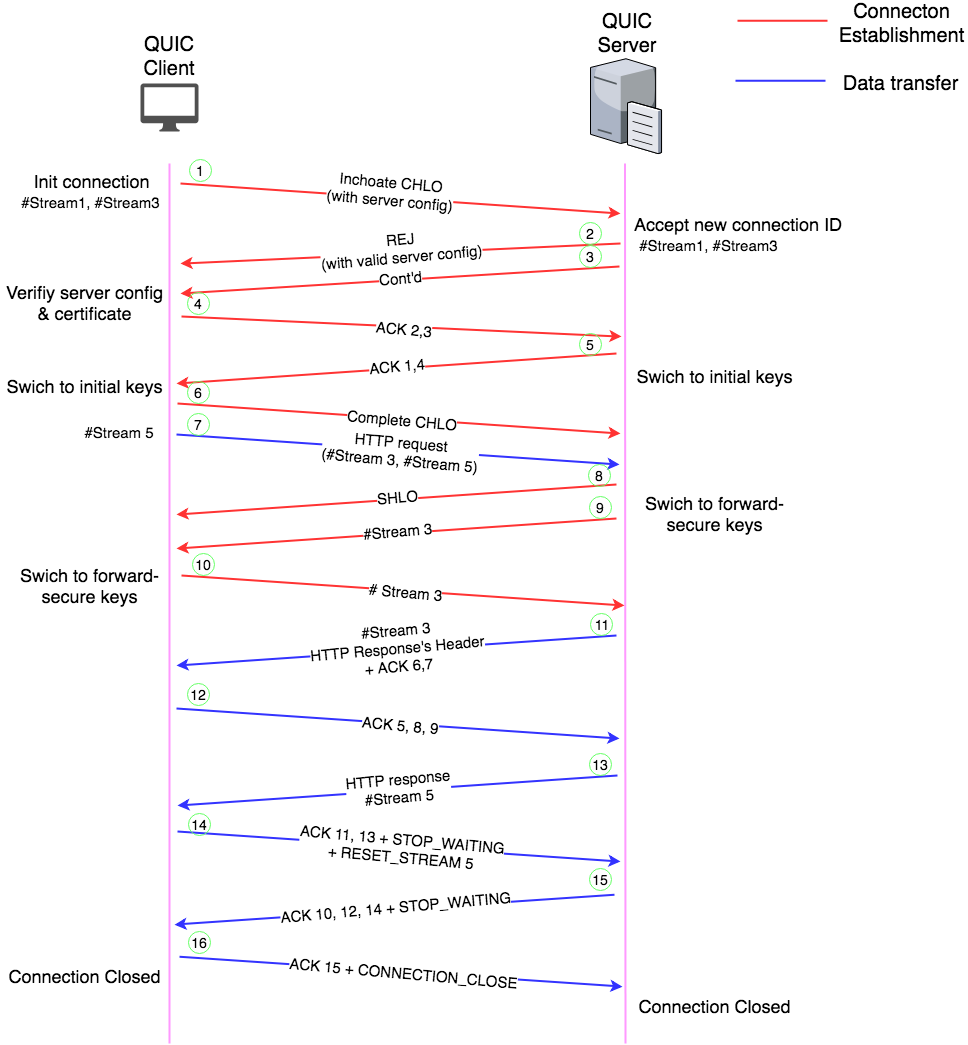 QUIC
Client
QUIC
Server
Connecton
Establishment
Data transfer
1
Init connection
#Stream1, #Stream3
Inchoate CHLO
(with server config)
Accept new connection ID
#Stream1, #Stream3
2
REJ
(with valid server config)
3
Cont'd
Verifiy server config
& certificate
4
ACK 2,3
5
ACK 1,4
Swich to initial keys
Swich to initial keys
6
Complete CHLO
7
#Stream 5
HTTP request
(#Stream 3, #Stream 5)
8
SHLO
9
Swich to forward-
secure keys
#Stream 3
10
Swich to forward-
secure keys
# Stream 3
11
#Stream 3
HTTP Response's Header
+ ACK 6,7
12
ACK 5, 8, 9
13
HTTP response
#Stream 5
14
ACK 11, 13 + STOP_WAITING
+ RESET_STREAM 5
15
ACK 10, 12, 14 + STOP_WAITING
16
ACK 15 + CONNECTION_CLOSE
Connection Closed
Connection Closed